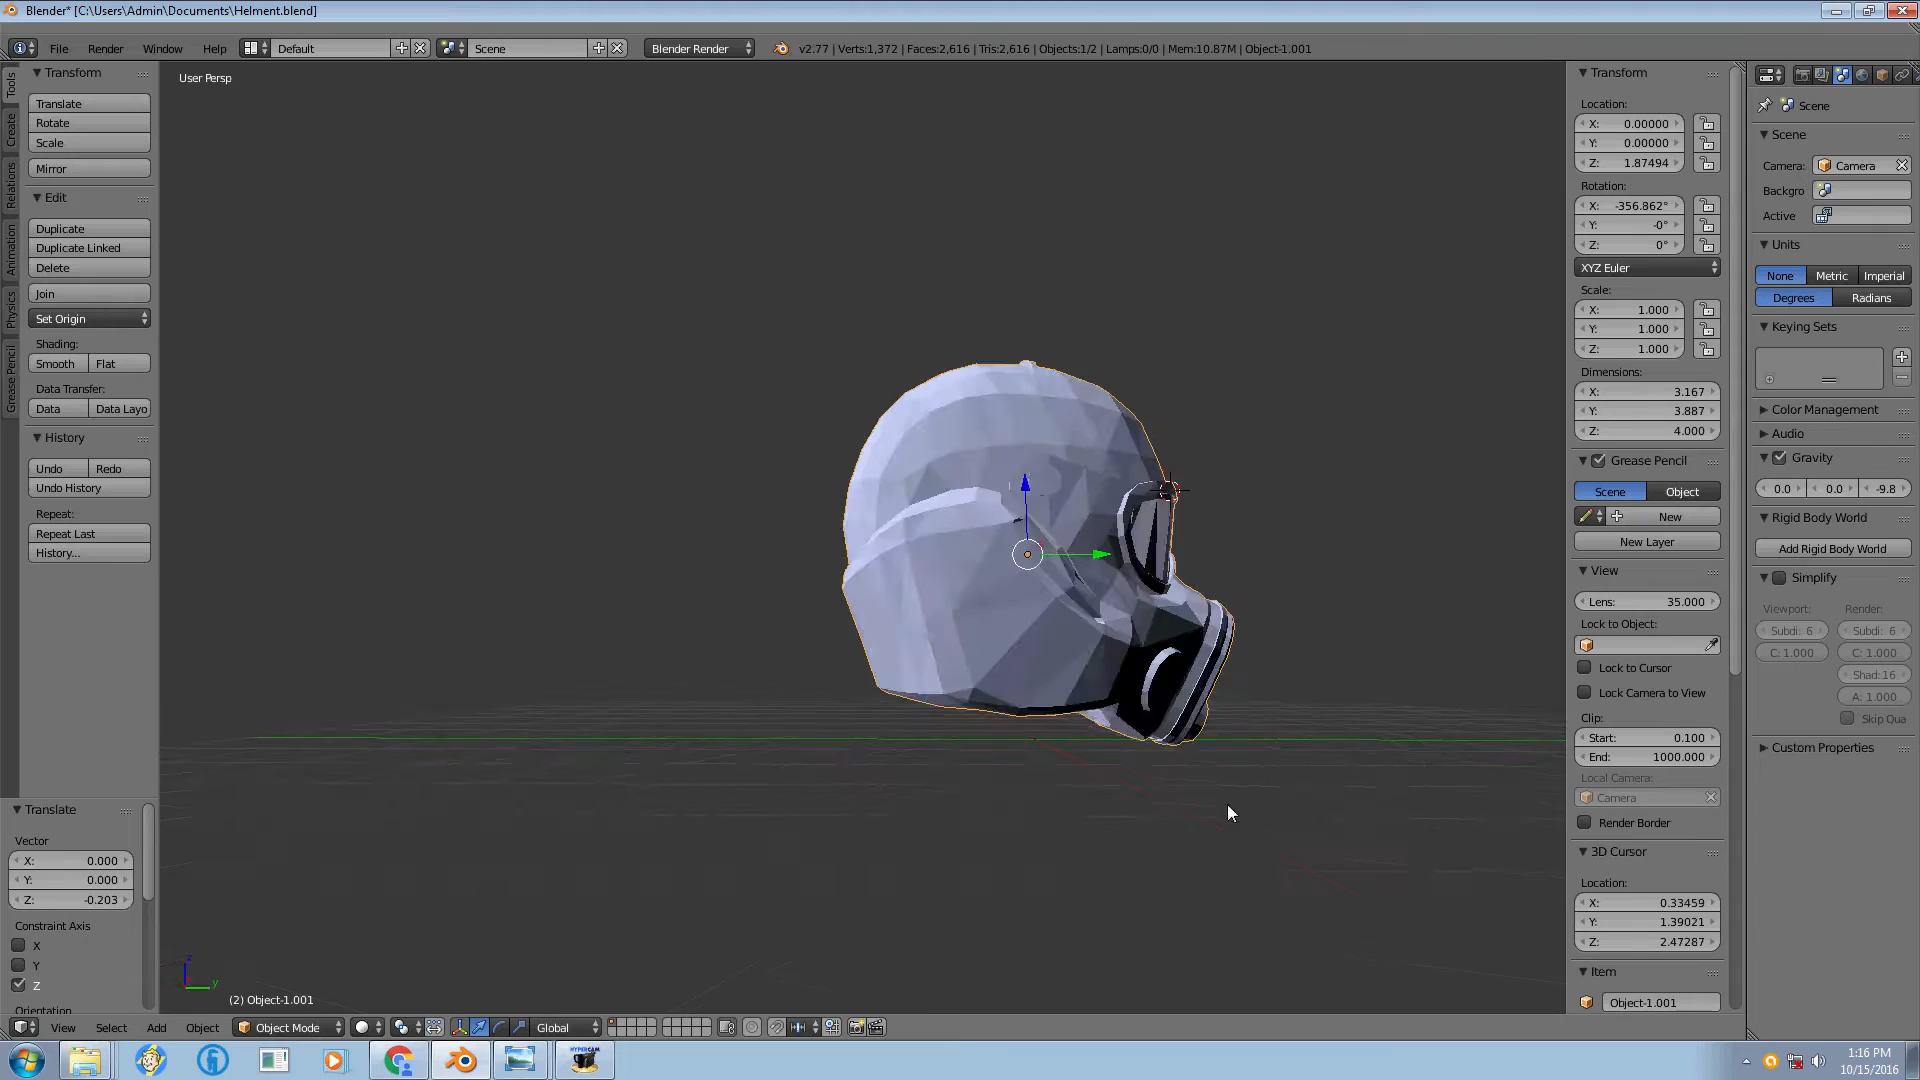 Blender* [C:\Users\Admin\Documents\Helment.blend]
File Render Window Help Default Scene Blender Render v2.77 | Verts:1,372 | Faces:2,616 | Tris:2,616 | Objects:1/2 | Lamps:0/0 | Mem:10.87M | Object-1.001
Tools
Create
Relations
Animation
Physics
Grease Pencil
Transform
Translate
Rotate
Scale
Mirror
Edit
Duplicate
Duplicate Linked
Delete
Join
Set Origin
Shading:
Smooth Flat
Data Transfer:
Data Data Layo
History
Undo Redo
Undo History
Repeat:
Repeat Last
History...
Translate
Vector
X: 0.000
Y: 0.000
Z: -0.203
Constraint Axis
X
Y
Z
Orientation
User Persp
z
y
(2) Object-1.001
View Select Add Object Object Mode Global
Transform
Location:
X: 0.00000
Y: 0.00000
Z: 1.87494
Rotation:
X: -356.862°
Y: -0°
Z: 0°
XYZ Euler
Scale:
X: 1.000
Y: 1.000
Z: 1.000
Dimensions:
X: 3.167
Y: 3.887
Z: 4.000
Grease Pencil
Scene Object
New
New Layer
View
Lens: 35.000
Lock to Object:
Lock to Cursor
Lock Camera to View
Clip:
Start: 0.100
End: 1000.000
Local Camera:
Camera
Render Border
3D Cursor
Location:
X: 0.33459
Y: 1.39021
Z: 2.47287
Item
Object-1.001
Scene
Scene
Camera: Camera
Backgro
Active
Units
None Metric Imperial
Degrees Radians
Keying Sets
Color Management
Audio
Gravity
0.0 0.0 -9.8
Rigid Body World
Add Rigid Body World
Simplify
Viewport: Render:
Subdi: 6 Subdi: 6
C: 1.000 C: 1.000
Shad: 16
A: 1.000
Skip Qua
Custom Properties
HYPERCAM
1:16 PM
10/15/2016